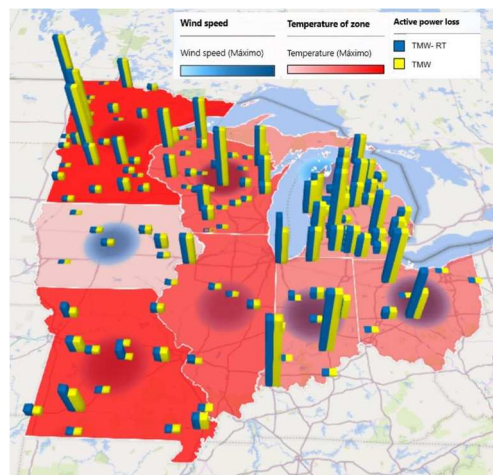 Wind speed
Temperature of zone
Active power loss
Wind speed (Máximo)
Temperature (Máximo)
TMW- RT
TMW